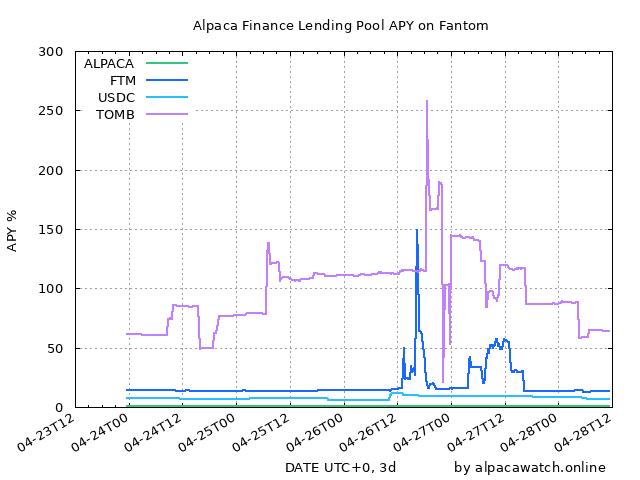 Alpaca Finance Lending Pool APY on Fantom
300
250
200
150
100
50
0
APY %
ALPACA
FTM
USDC
TOMB
04-23T12
04-24T00
04-24T12
04-25T00
04-25T12
04-26T00
04-26T12
04-27T00
04-27T12
04-28T00
04-28T12
DATE UTC+0, 3d
by alpacawatch.online